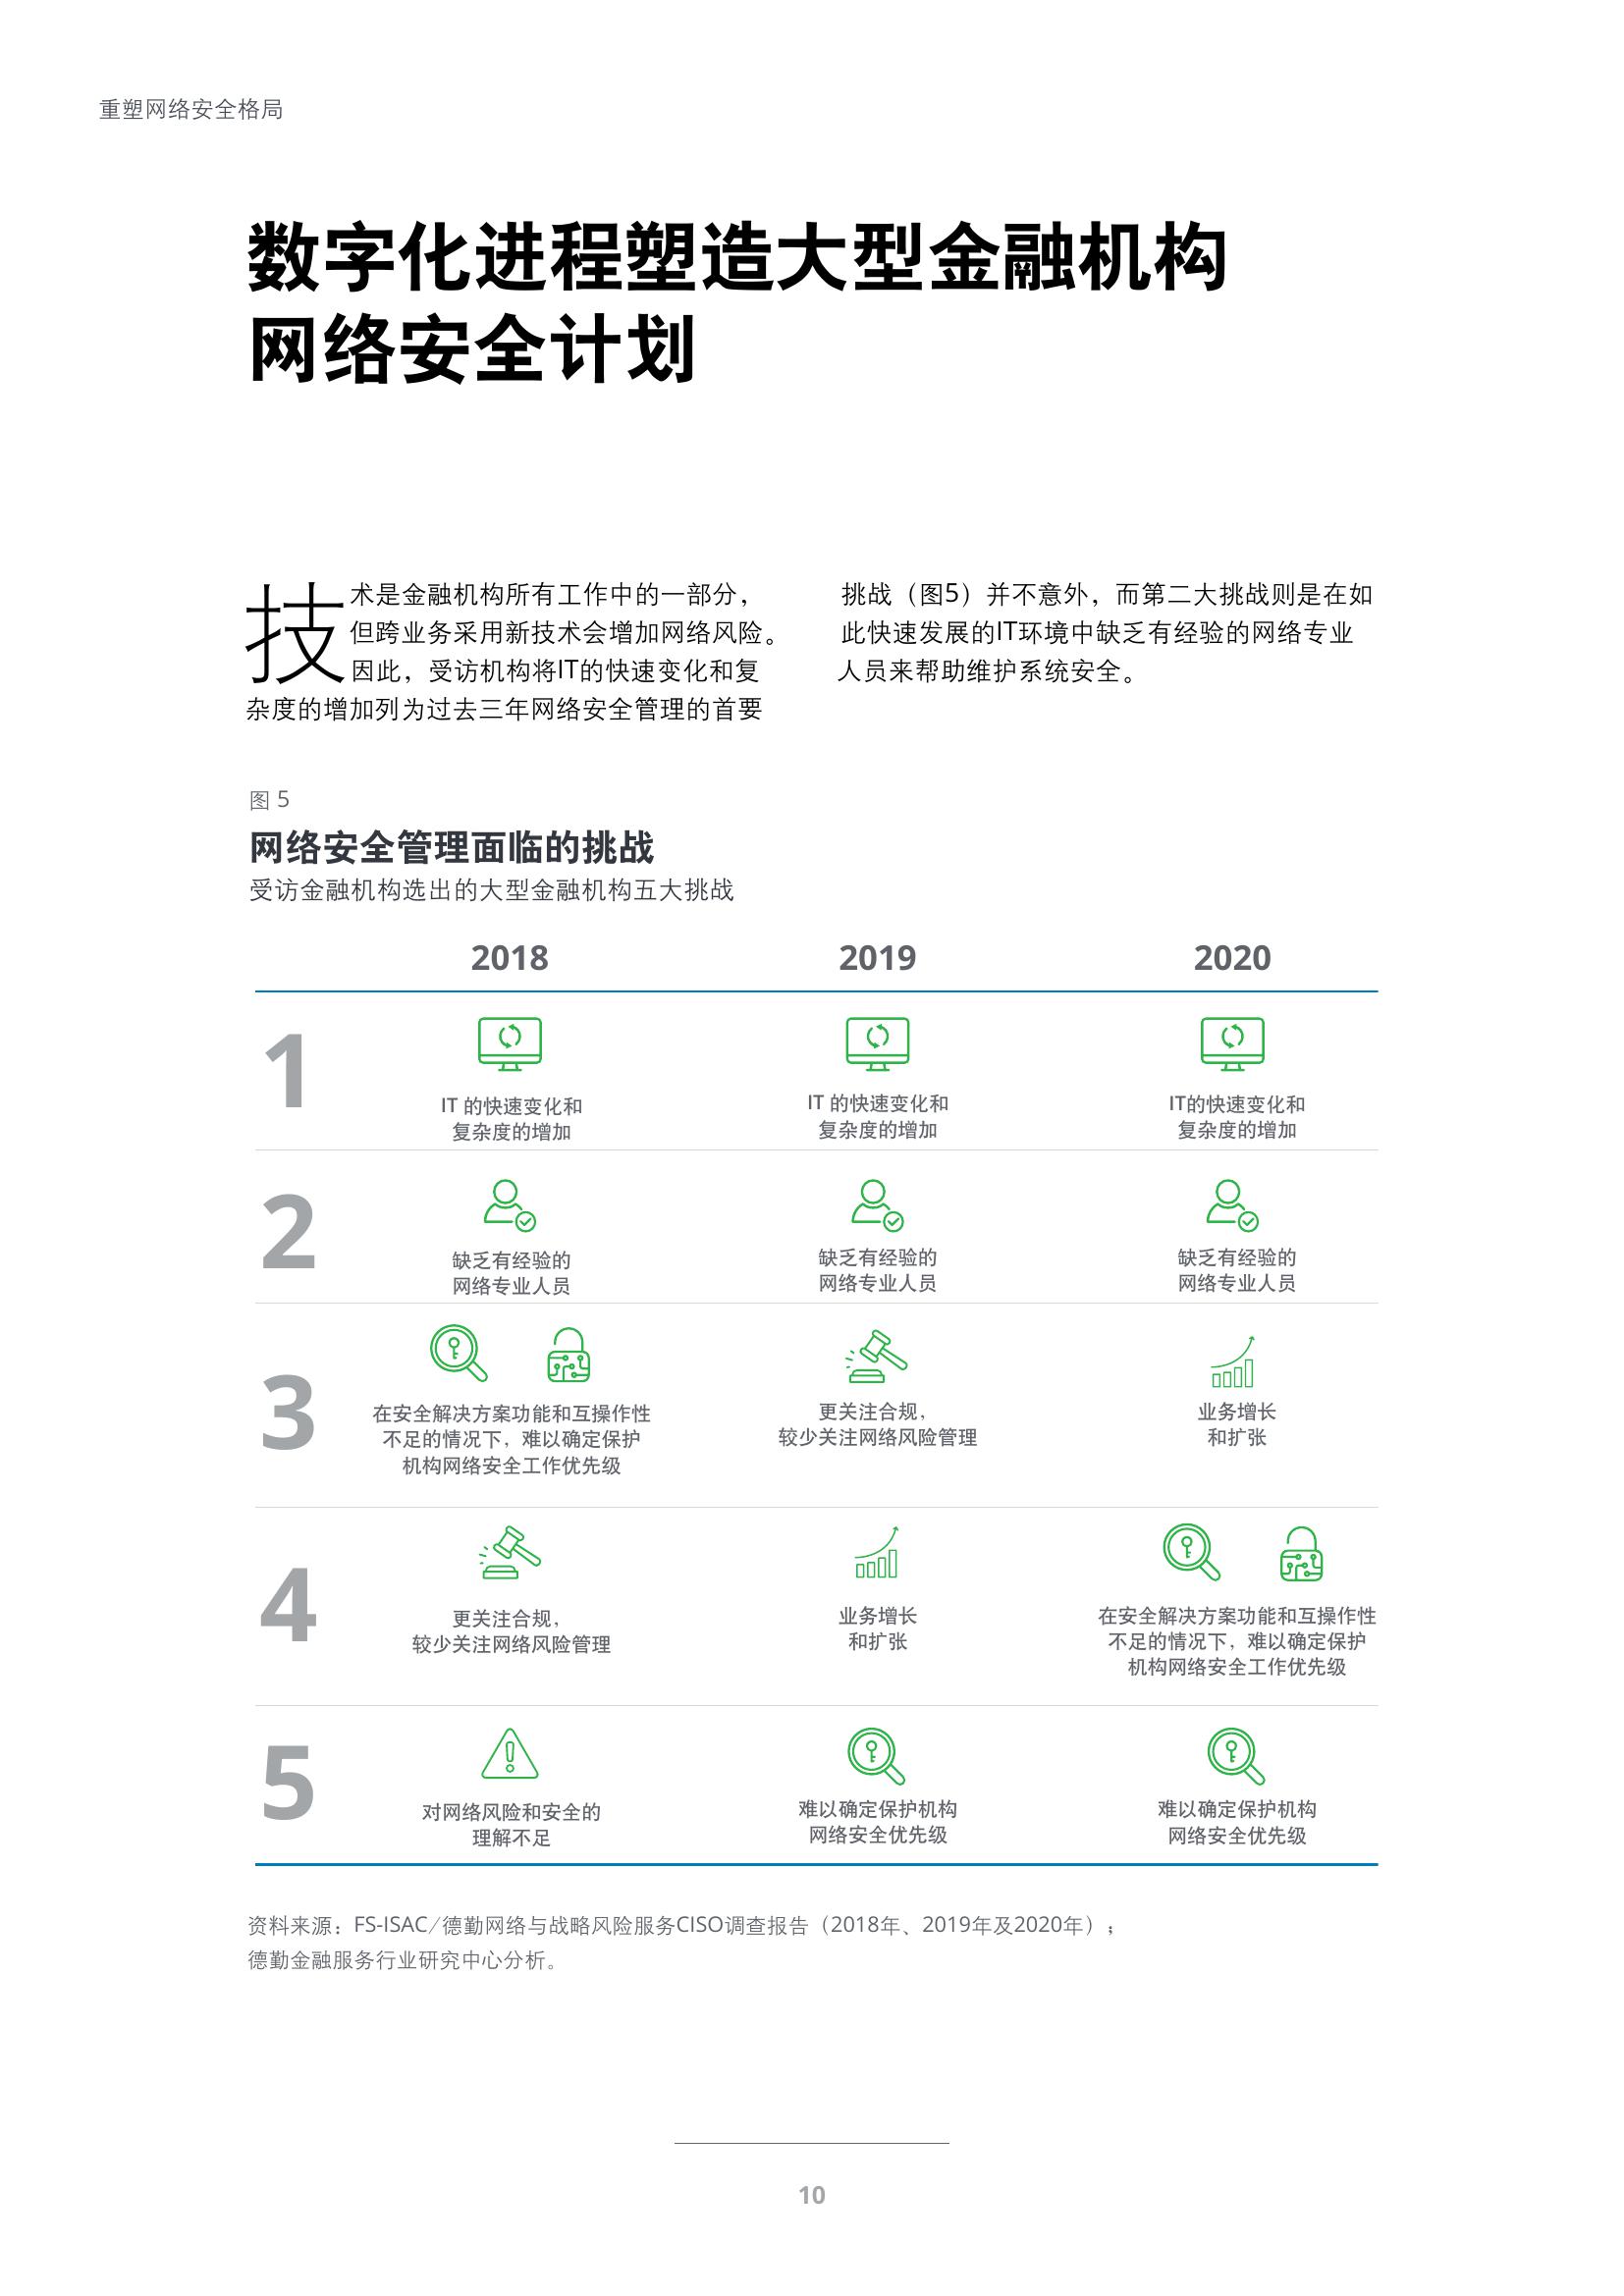 重塑网络安全格局
数字化进程塑造大型金融机构
网络安全计划
技术是金融机构所有工作中的一部分，
但跨业务采用新技术会增加网络风险。
因此，受访机构将IT的快速变化和复
杂度的增加列为过去三年网络安全管理的首要
挑战（图5）并不意外，而第二大挑战则是在如
此快速发展的IT环境中缺乏有经验的网络专业
人员来帮助维护系统安全。
图 5
网络安全管理面临的挑战
受访金融机构选出的大型金融机构五大挑战
2018 2019 2020
1
IT 的快速变化和
复杂度的增加
IT 的快速变化和
复杂度的增加
IT的快速变化和
复杂度的增加
2
缺乏有经验的
网络专业人员
缺乏有经验的
网络专业人员
缺乏有经验的
网络专业人员
3
在安全解决方案功能和互操作性
不足的情况下，难以确定保护
机构网络安全工作优先级
更关注合规，
较少关注网络风险管理
业务增长
和扩张
4
更关注合规，
较少关注网络风险管理
业务增长
和扩张
在安全解决方案功能和互操作性
不足的情况下，难以确定保护
机构网络安全工作优先级
5
对网络风险和安全的
理解不足
难以确定保护机构
网络安全优先级
难以确定保护机构
网络安全优先级
资料来源：FS-ISAC/德勤网络与战略风险服务CISO调查报告（2018年、2019年及2020年）；
德勤金融服务行业研究中心分析。
10